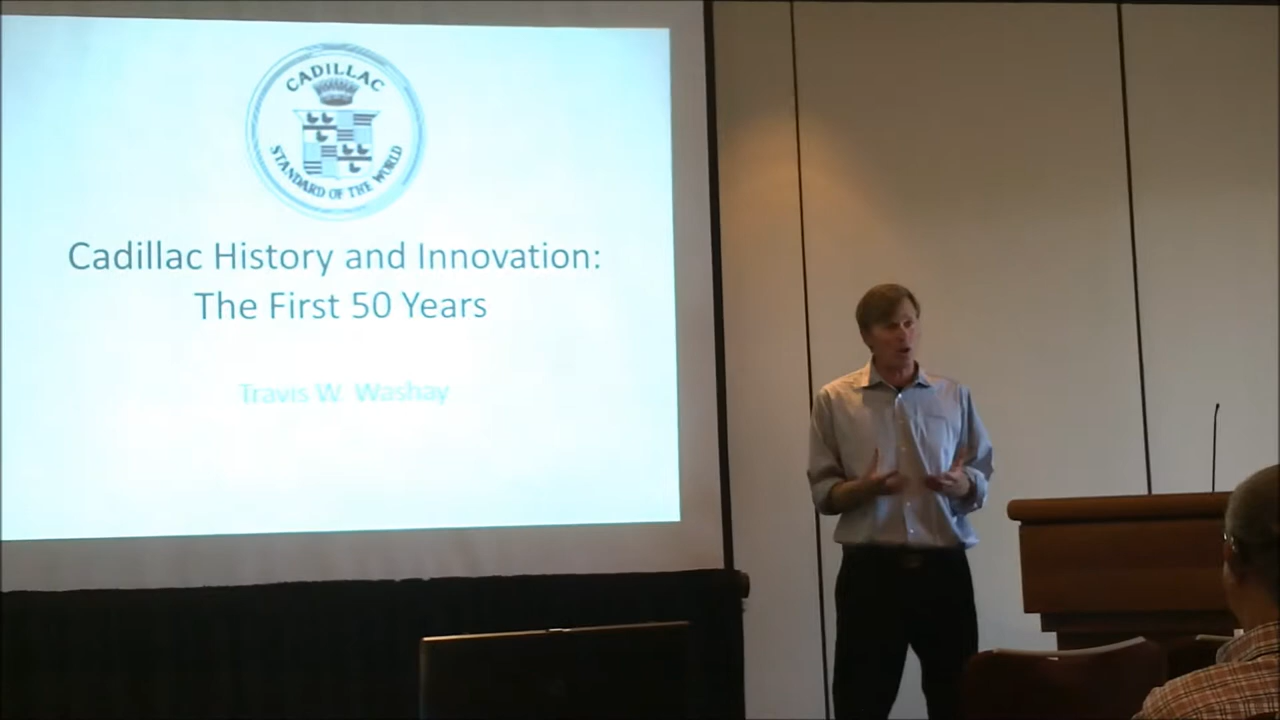 CADILLAC
STANDARD OF THE WORLD
Cadillac History and Innovation:
The First 50 Years
Travis W. Washay